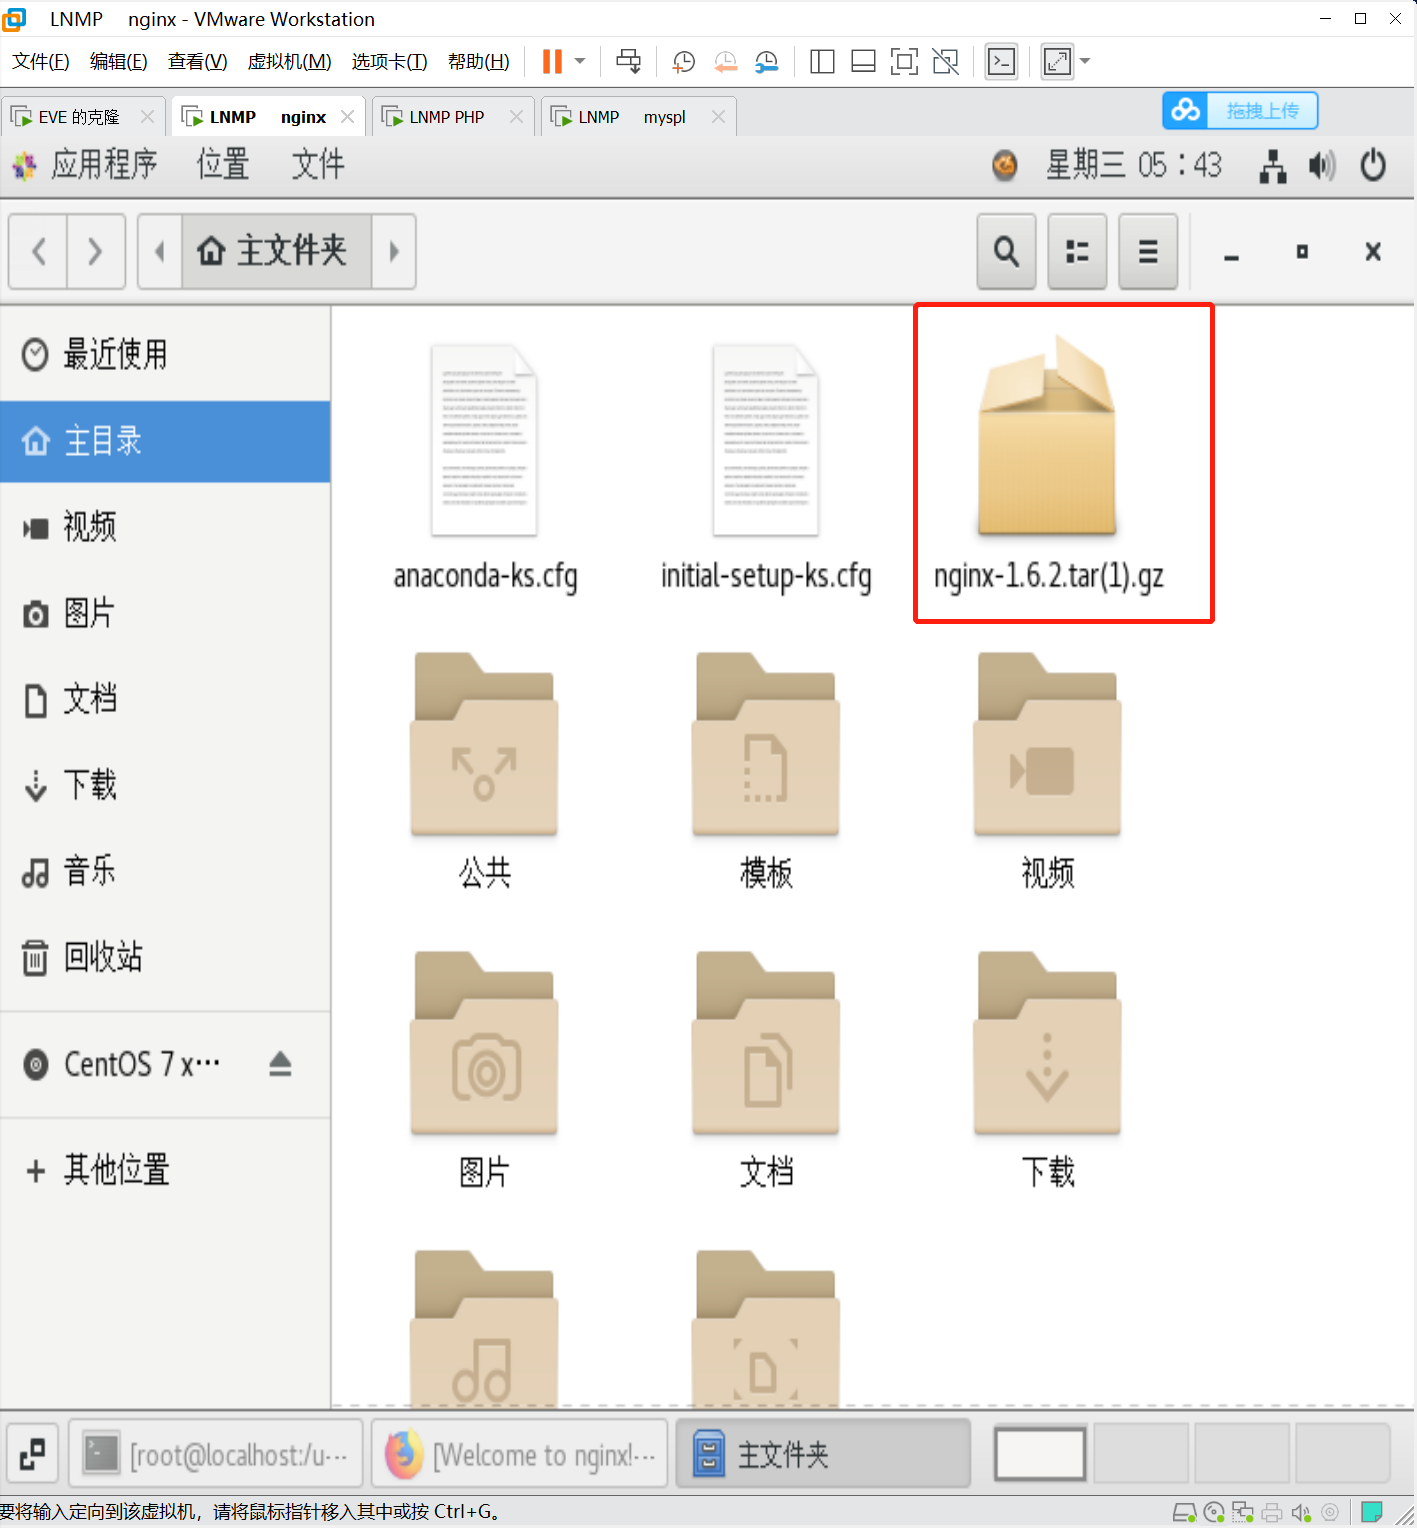 LNMP nginx - VMware Workstation
文件(F) 编辑(E) 查看(V) 虚拟机(M) 选项卡(T) 帮助(H)
EVE 的克隆 LNMP nginx LNMP PHP LNMP myspl 拖拽上传
应用程序 位置 文件 星期三 05：43
主文件夹
最近使用
主目录
视频
图片
文档
下载
音乐
回收站
CentOS 7 x…
其他位置
anaconda-ks.cfg initial-setup-ks.cfg nginx-1.6.2.tar(1).gz
公共 模板 视频
图片 文档 下载
[root@localhost:/u… [Welcome to nginx!… 主文件夹
要将输入定向到该虚拟机，请将鼠标指针移入其中或按 Ctrl+G。